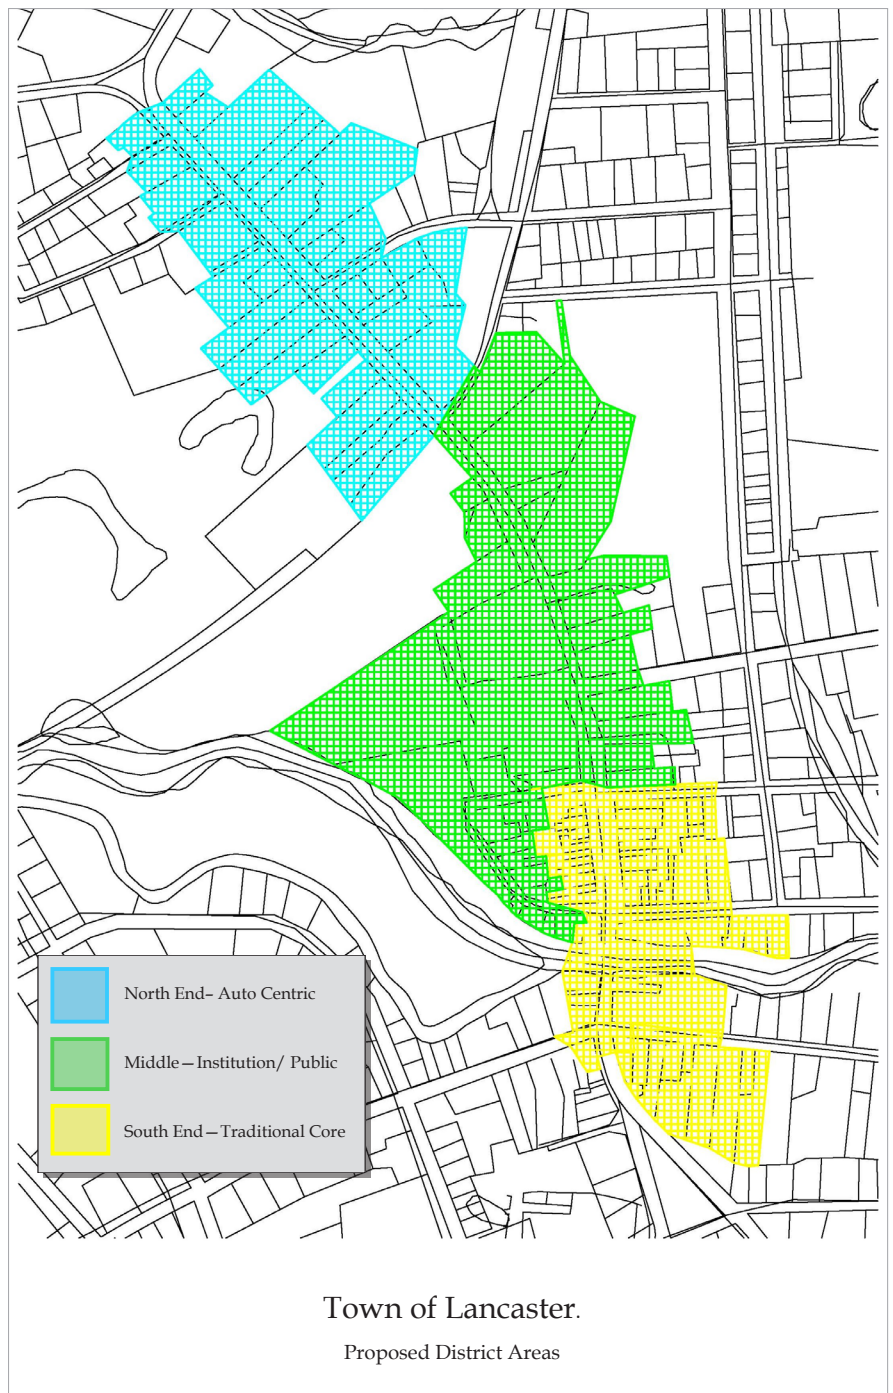 North End– Auto Centric
Middle—Institution/ Public
South End—Traditional Core
Town of Lancaster.
Proposed District Areas